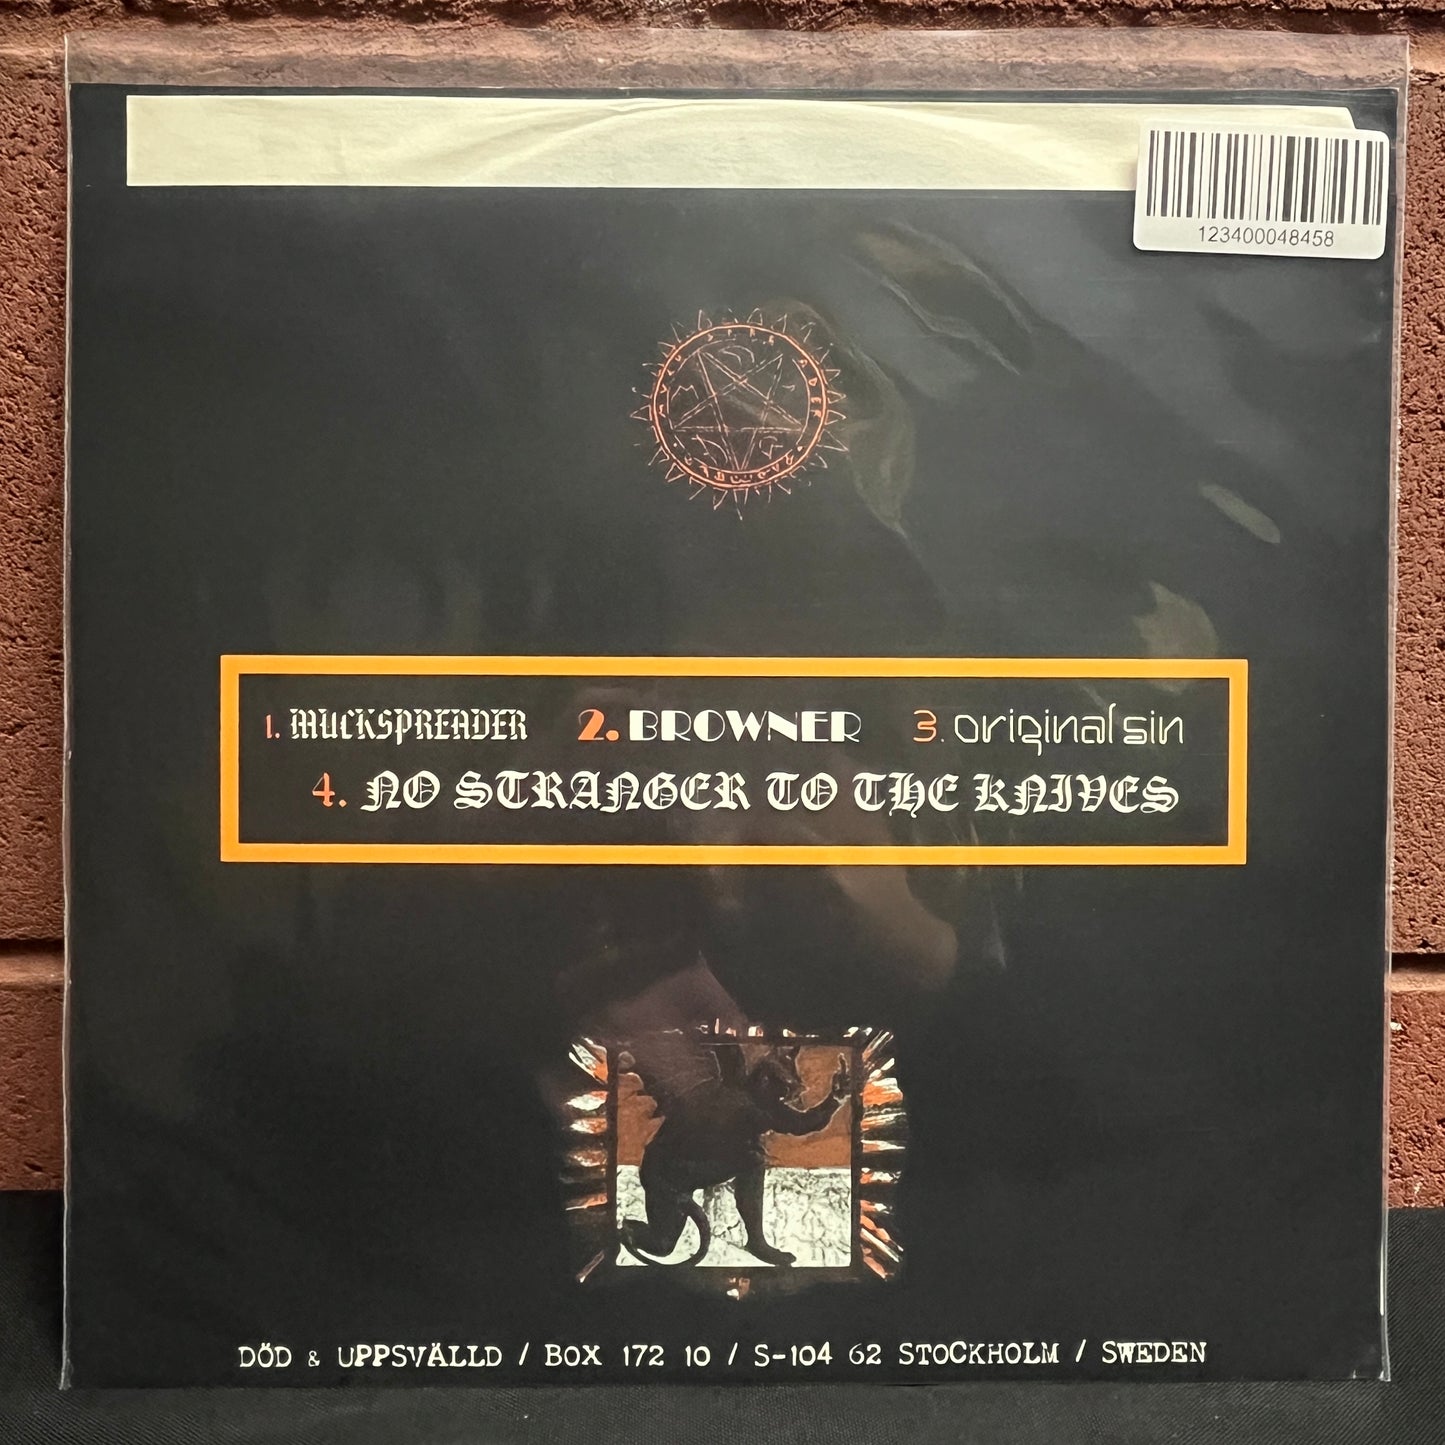 123400048458
MUCKSPREADER
1. MUCKSPREADER 2. BROWNER 3. original sin
4. NO STRANGER TO THE KNIVES
DÖD & UPPSVÄLLD / BOX 172 10 / S-104 62 STOCKHOLM / SWEDEN